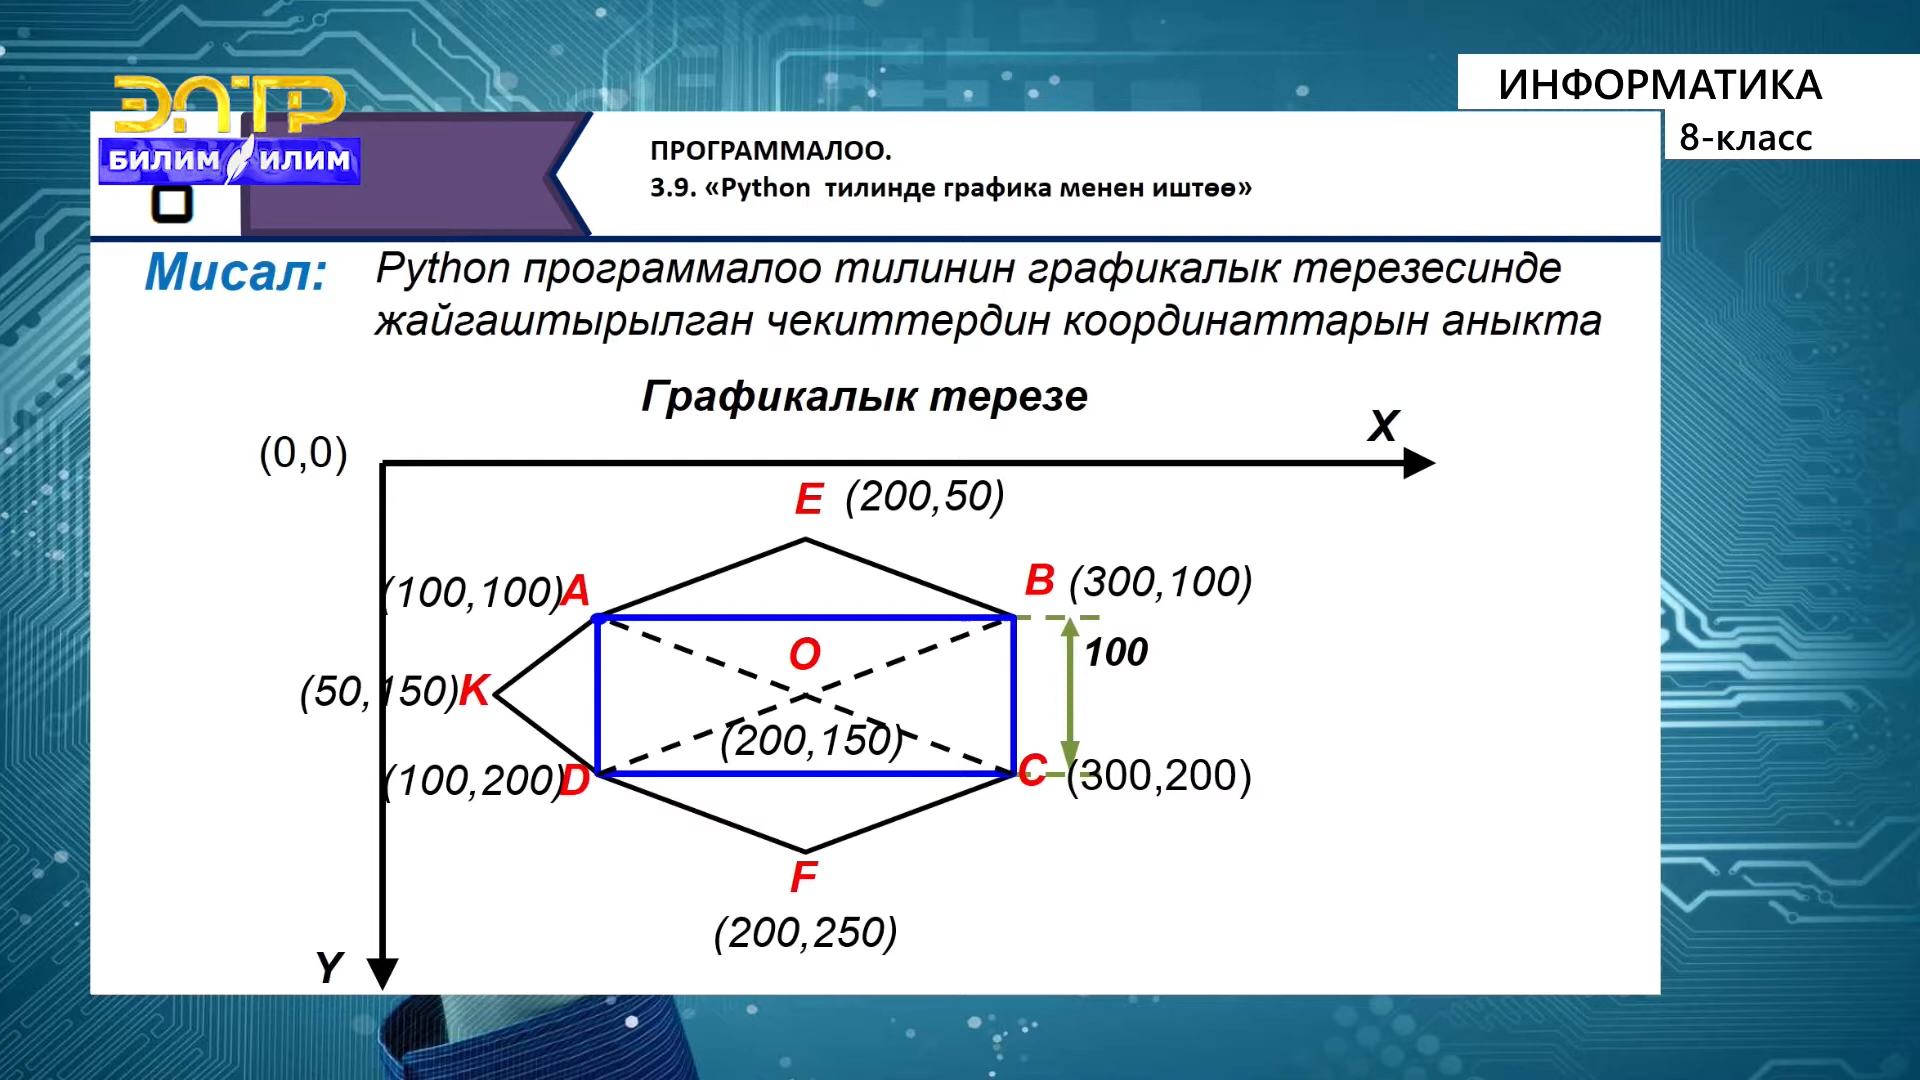 ИНФОРМАТИКА
8-класс
ЭЛТР
БИЛИМ ИЛИМ
ПРОГРАММАЛОО.
3.9. «Python тилинде графика менен иштөө»
Мисал: Python программалоо тилинин графикалык терезесинде
жайгаштырылган чекиттердин координаттарын аныкта
Графикалык терезе
X
(0,0)
E (200,50)
(100,100) A
B (300,100)
O
100
(50,150) K
(200,150)
(100,200) D
C (300,200)
F
(200,250)
Y